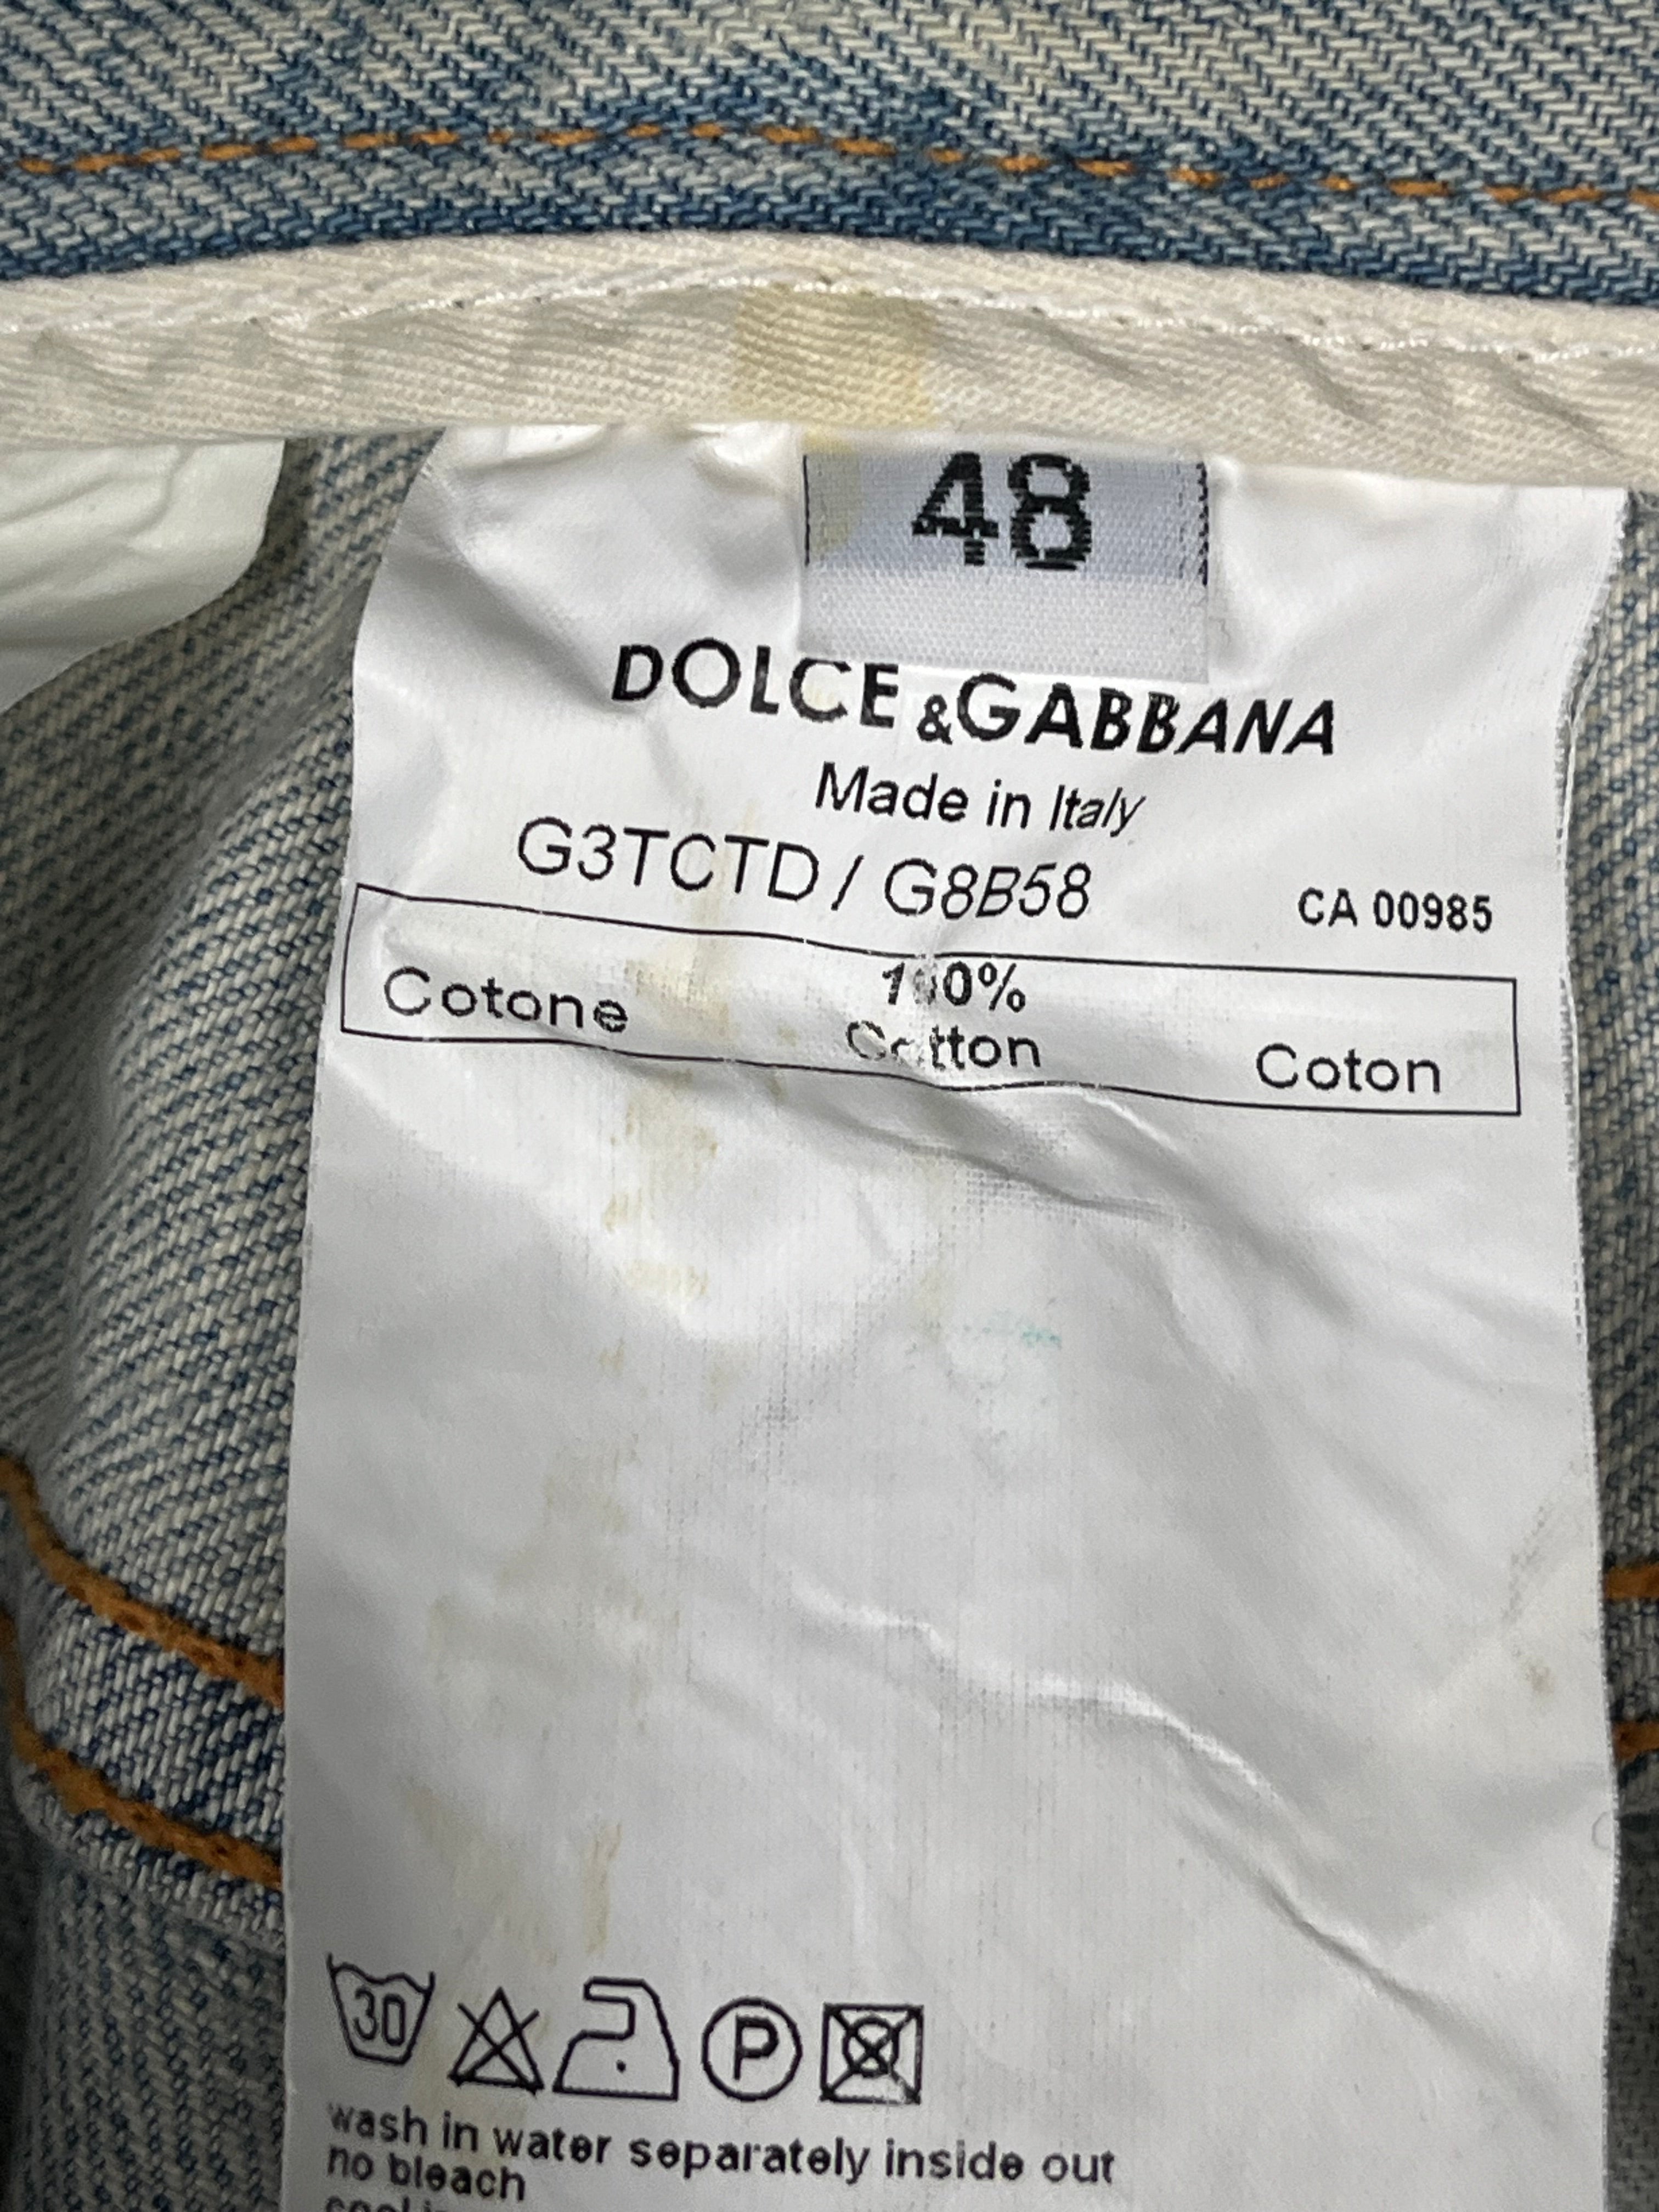 48
DOLCE & GABBANA
Made in Italy
G3TCTD / G8B58
CA 00985
100%
Cotone Cotton Coton
30 P
wash in water separately inside out
no bleach